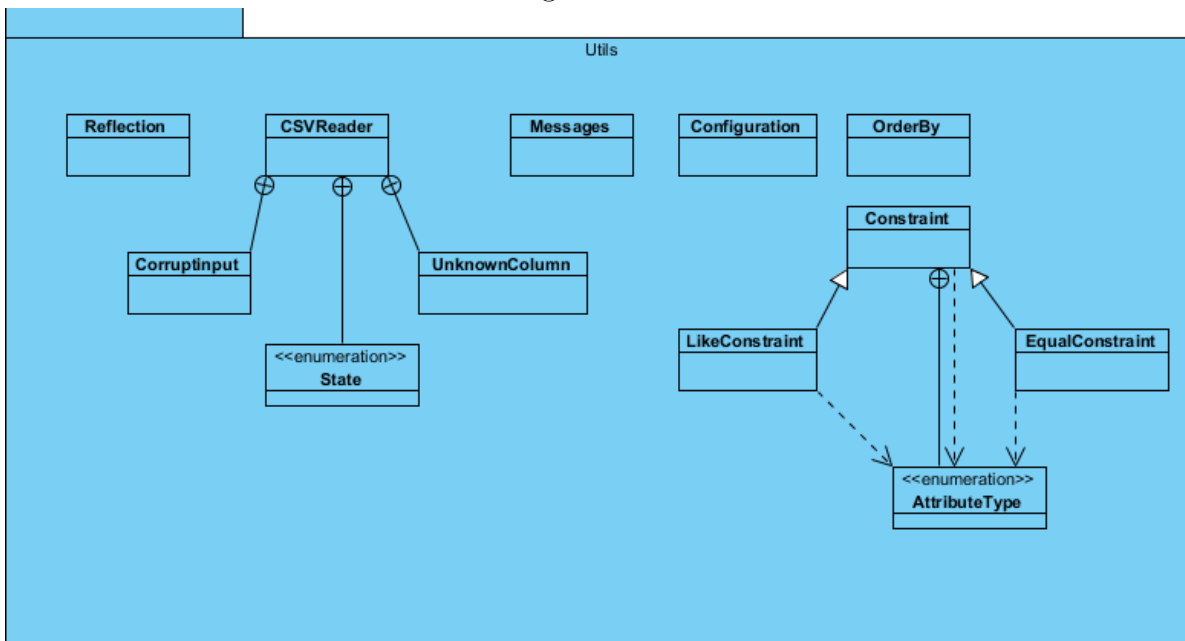 Utils
Reflection
CSVReader
Messages
Configuration
OrderBy
Constraint
Corruptinput
UnknownColumn
LikeConstraint
EqualConstraint
<<enumeration>>
State
<<enumeration>>
AttributeType